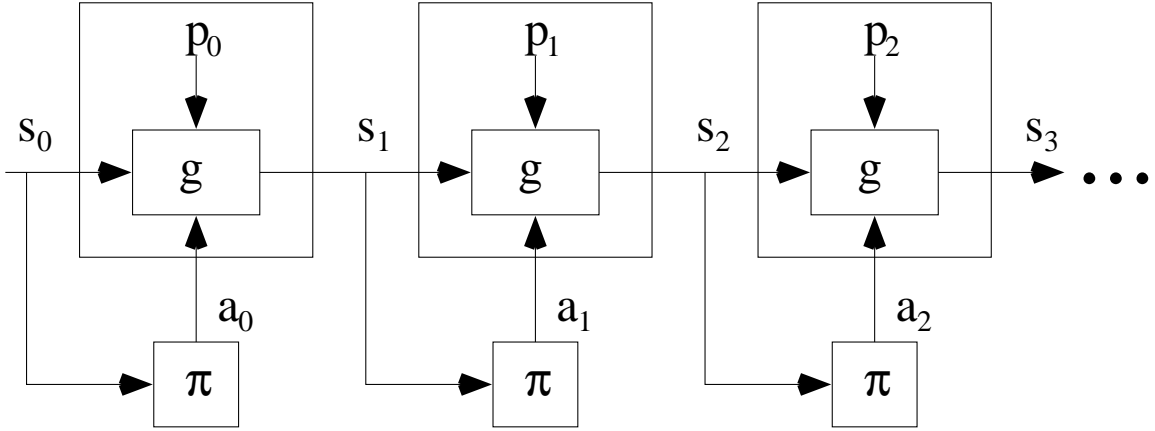 p₀ p₁ p₂
s₀ s₁ s₂ s₃
g g g •••
a₀ a₁ a₂
π π π